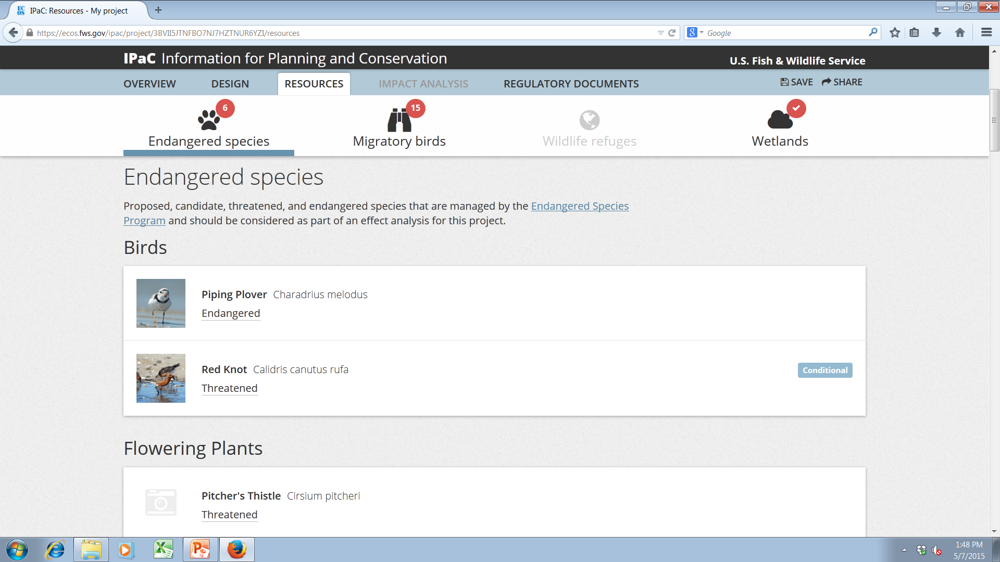 EC
OS
IPaC: Resources - My project
https://ecos.fws.gov/ipac/project/3BVII5JTNFBO7NJ7HZTNUR6YZI/resources
8
Google
IPaC Information for Planning and Conservation
U.S. Fish & Wildlife Service
OVERVIEW
DESIGN
RESOURCES
IMPACT ANALYSIS
REGULATORY DOCUMENTS
SAVE
SHARE
6
Endangered species
15
Migratory birds
Wildlife refuges
Wetlands
Endangered species
Proposed, candidate, threatened, and endangered species that are managed by the Endangered Species
Program and should be considered as part of an effect analysis for this project.
Birds
Piping Plover Charadrius melodus
Endangered
Red Knot Calidris canutus rufa
Conditional
Threatened
Flowering Plants
Pitcher's Thistle Cirsium pitcheri
Threatened
1:48 PM
5/7/2015